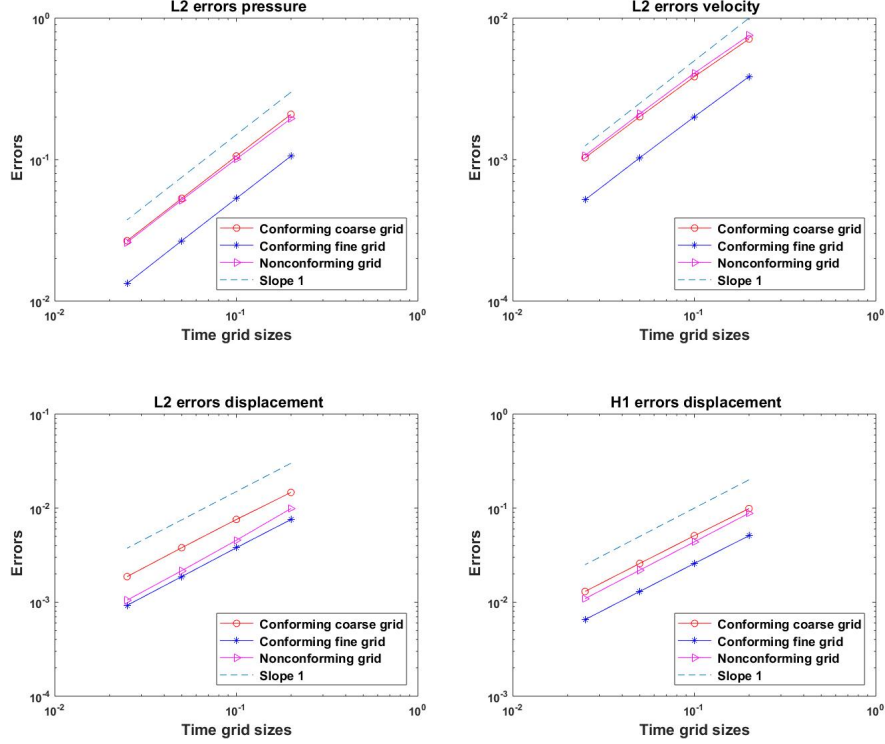 L2 errors pressure
10^0
10^-1
10^-2
Errors
Conforming coarse grid
Conforming fine grid
Nonconforming grid
Slope 1
10^-2
10^-1
10^0
Time grid sizes
L2 errors velocity
10^-2
10^-3
10^-4
Errors
Conforming coarse grid
Conforming fine grid
Nonconforming grid
Slope 1
10^-2
10^-1
10^0
Time grid sizes
L2 errors displacement
10^-1
10^-2
10^-3
10^-4
Errors
Conforming coarse grid
Conforming fine grid
Nonconforming grid
Slope 1
10^-2
10^-1
10^0
Time grid sizes
H1 errors displacement
10^0
10^-1
10^-2
10^-3
Errors
Conforming coarse grid
Conforming fine grid
Nonconforming grid
Slope 1
10^-2
10^-1
10^0
Time grid sizes